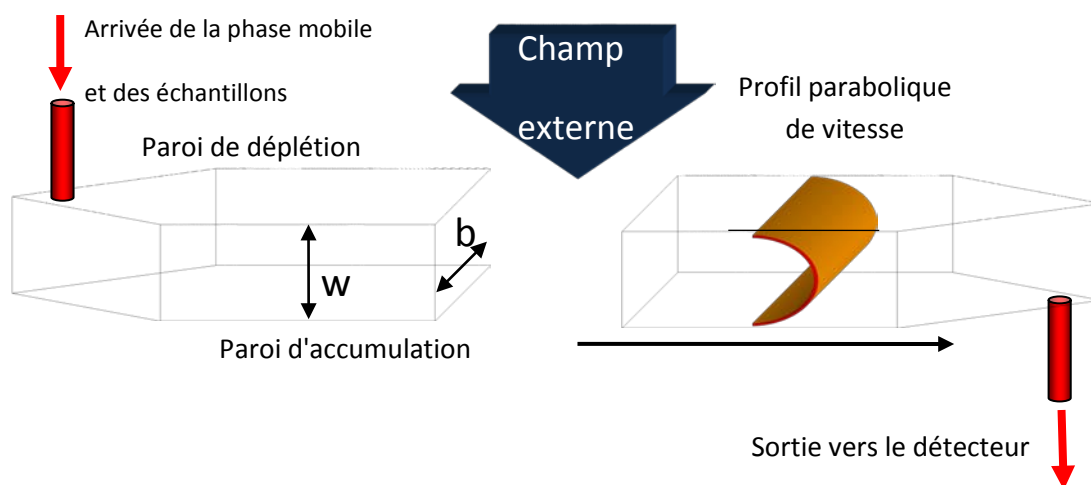 Arrivée de la phase mobile
et des échantillons
Champ
externe
Profil parabolique
de vitesse
Paroi de déplétion
b
w
Paroi d'accumulation
Sortie vers le détecteur